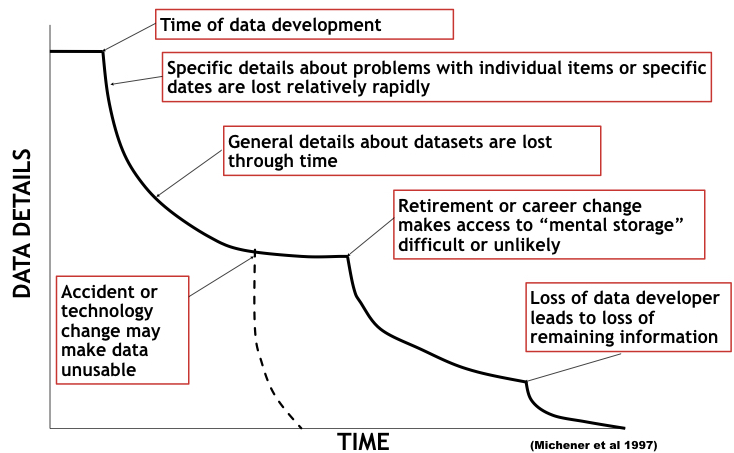 Time of data development
Specific details about problems with individual items or specific
dates are lost relatively rapidly
General details about datasets are lost
through time
Retirement or career change
makes access to “mental storage”
difficult or unlikely
Accident or
technology
change may
make data
unusable
Loss of data developer
leads to loss of
remaining information
DATA DETAILS
TIME
(Michener et al 1997)